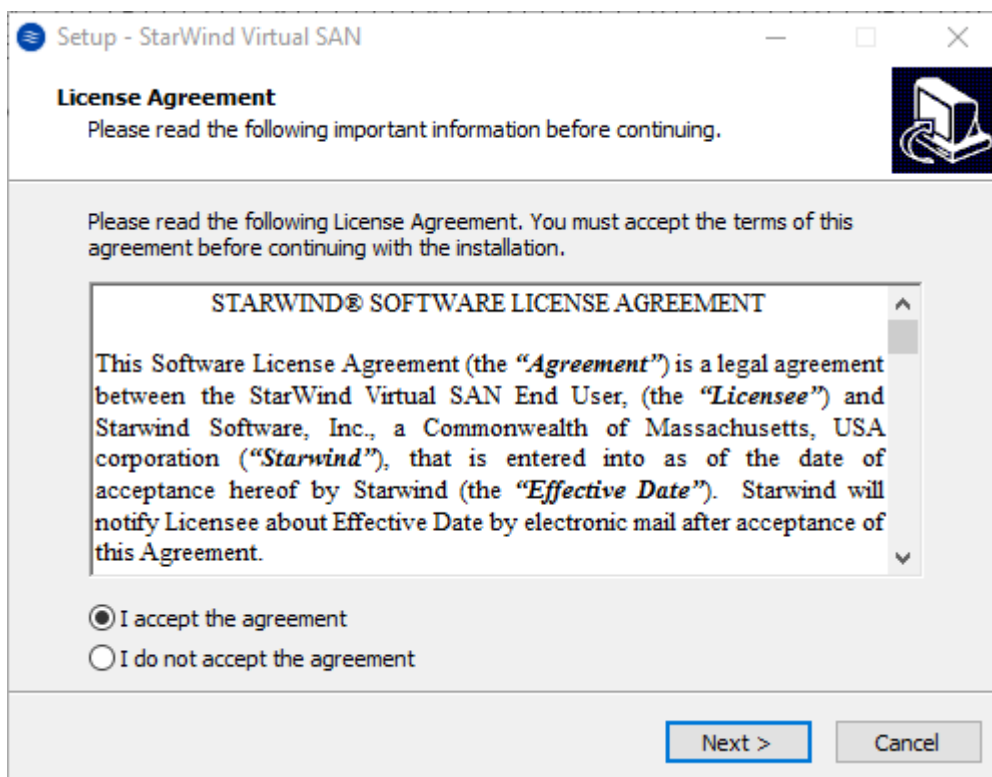 Setup - StarWind Virtual SAN
License Agreement
Please read the following important information before continuing.
Please read the following License Agreement. You must accept the terms of this
agreement before continuing with the installation.
STARWIND® SOFTWARE LICENSE AGREEMENT
This Software License Agreement (the “Agreement”) is a legal agreement
between the StarWind Virtual SAN End User, (the “Licensee”) and
Starwind Software, Inc., a Commonwealth of Massachusetts, USA
corporation (“Starwind”), that is entered into as of the date of
acceptance hereof by Starwind (the “Effective Date”). Starwind will
notify Licensee about Effective Date by electronic mail after acceptance of
this Agreement.
I accept the agreement
I do not accept the agreement
Next >
Cancel